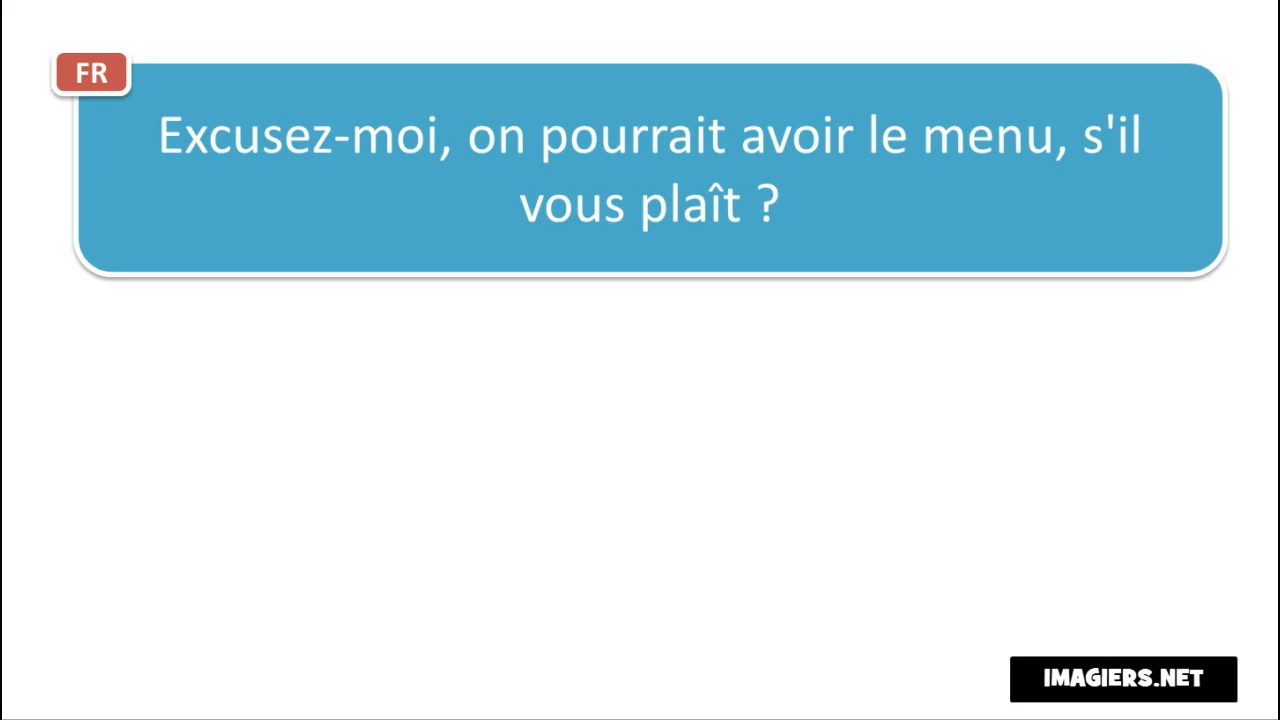 FR
Excusez-moi, on pourrait avoir le menu, s'il
vous plaît ?
IMAGIERS.NET